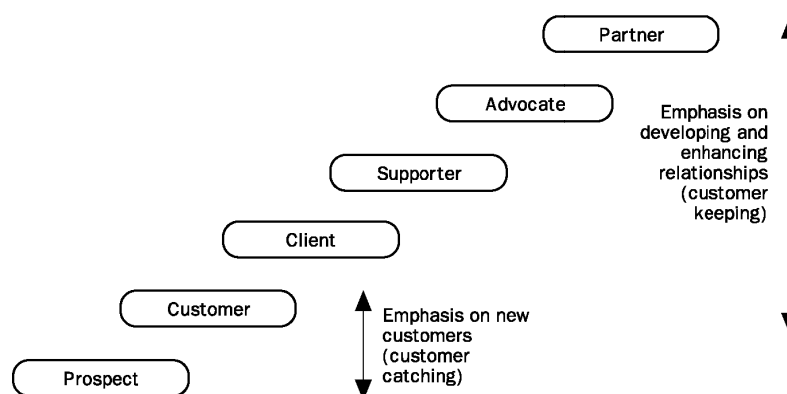 Partner
Advocate
Emphasis on
developing and
enhancing
relationships
(customer
keeping)
Supporter
Client
Customer
Emphasis on new
customers
(customer
catching)
Prospect